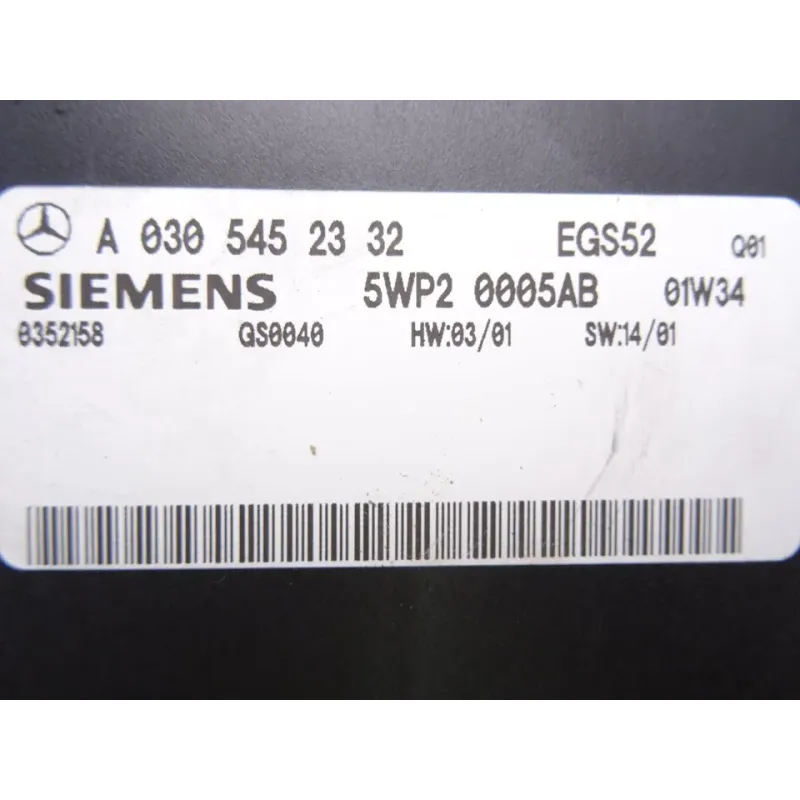 A 030 545 23 32 EGS52 Q01
SIEMENS 5WP2 0005AB 01W34
0352158 GS0040 HW:03/01 SW:14/01